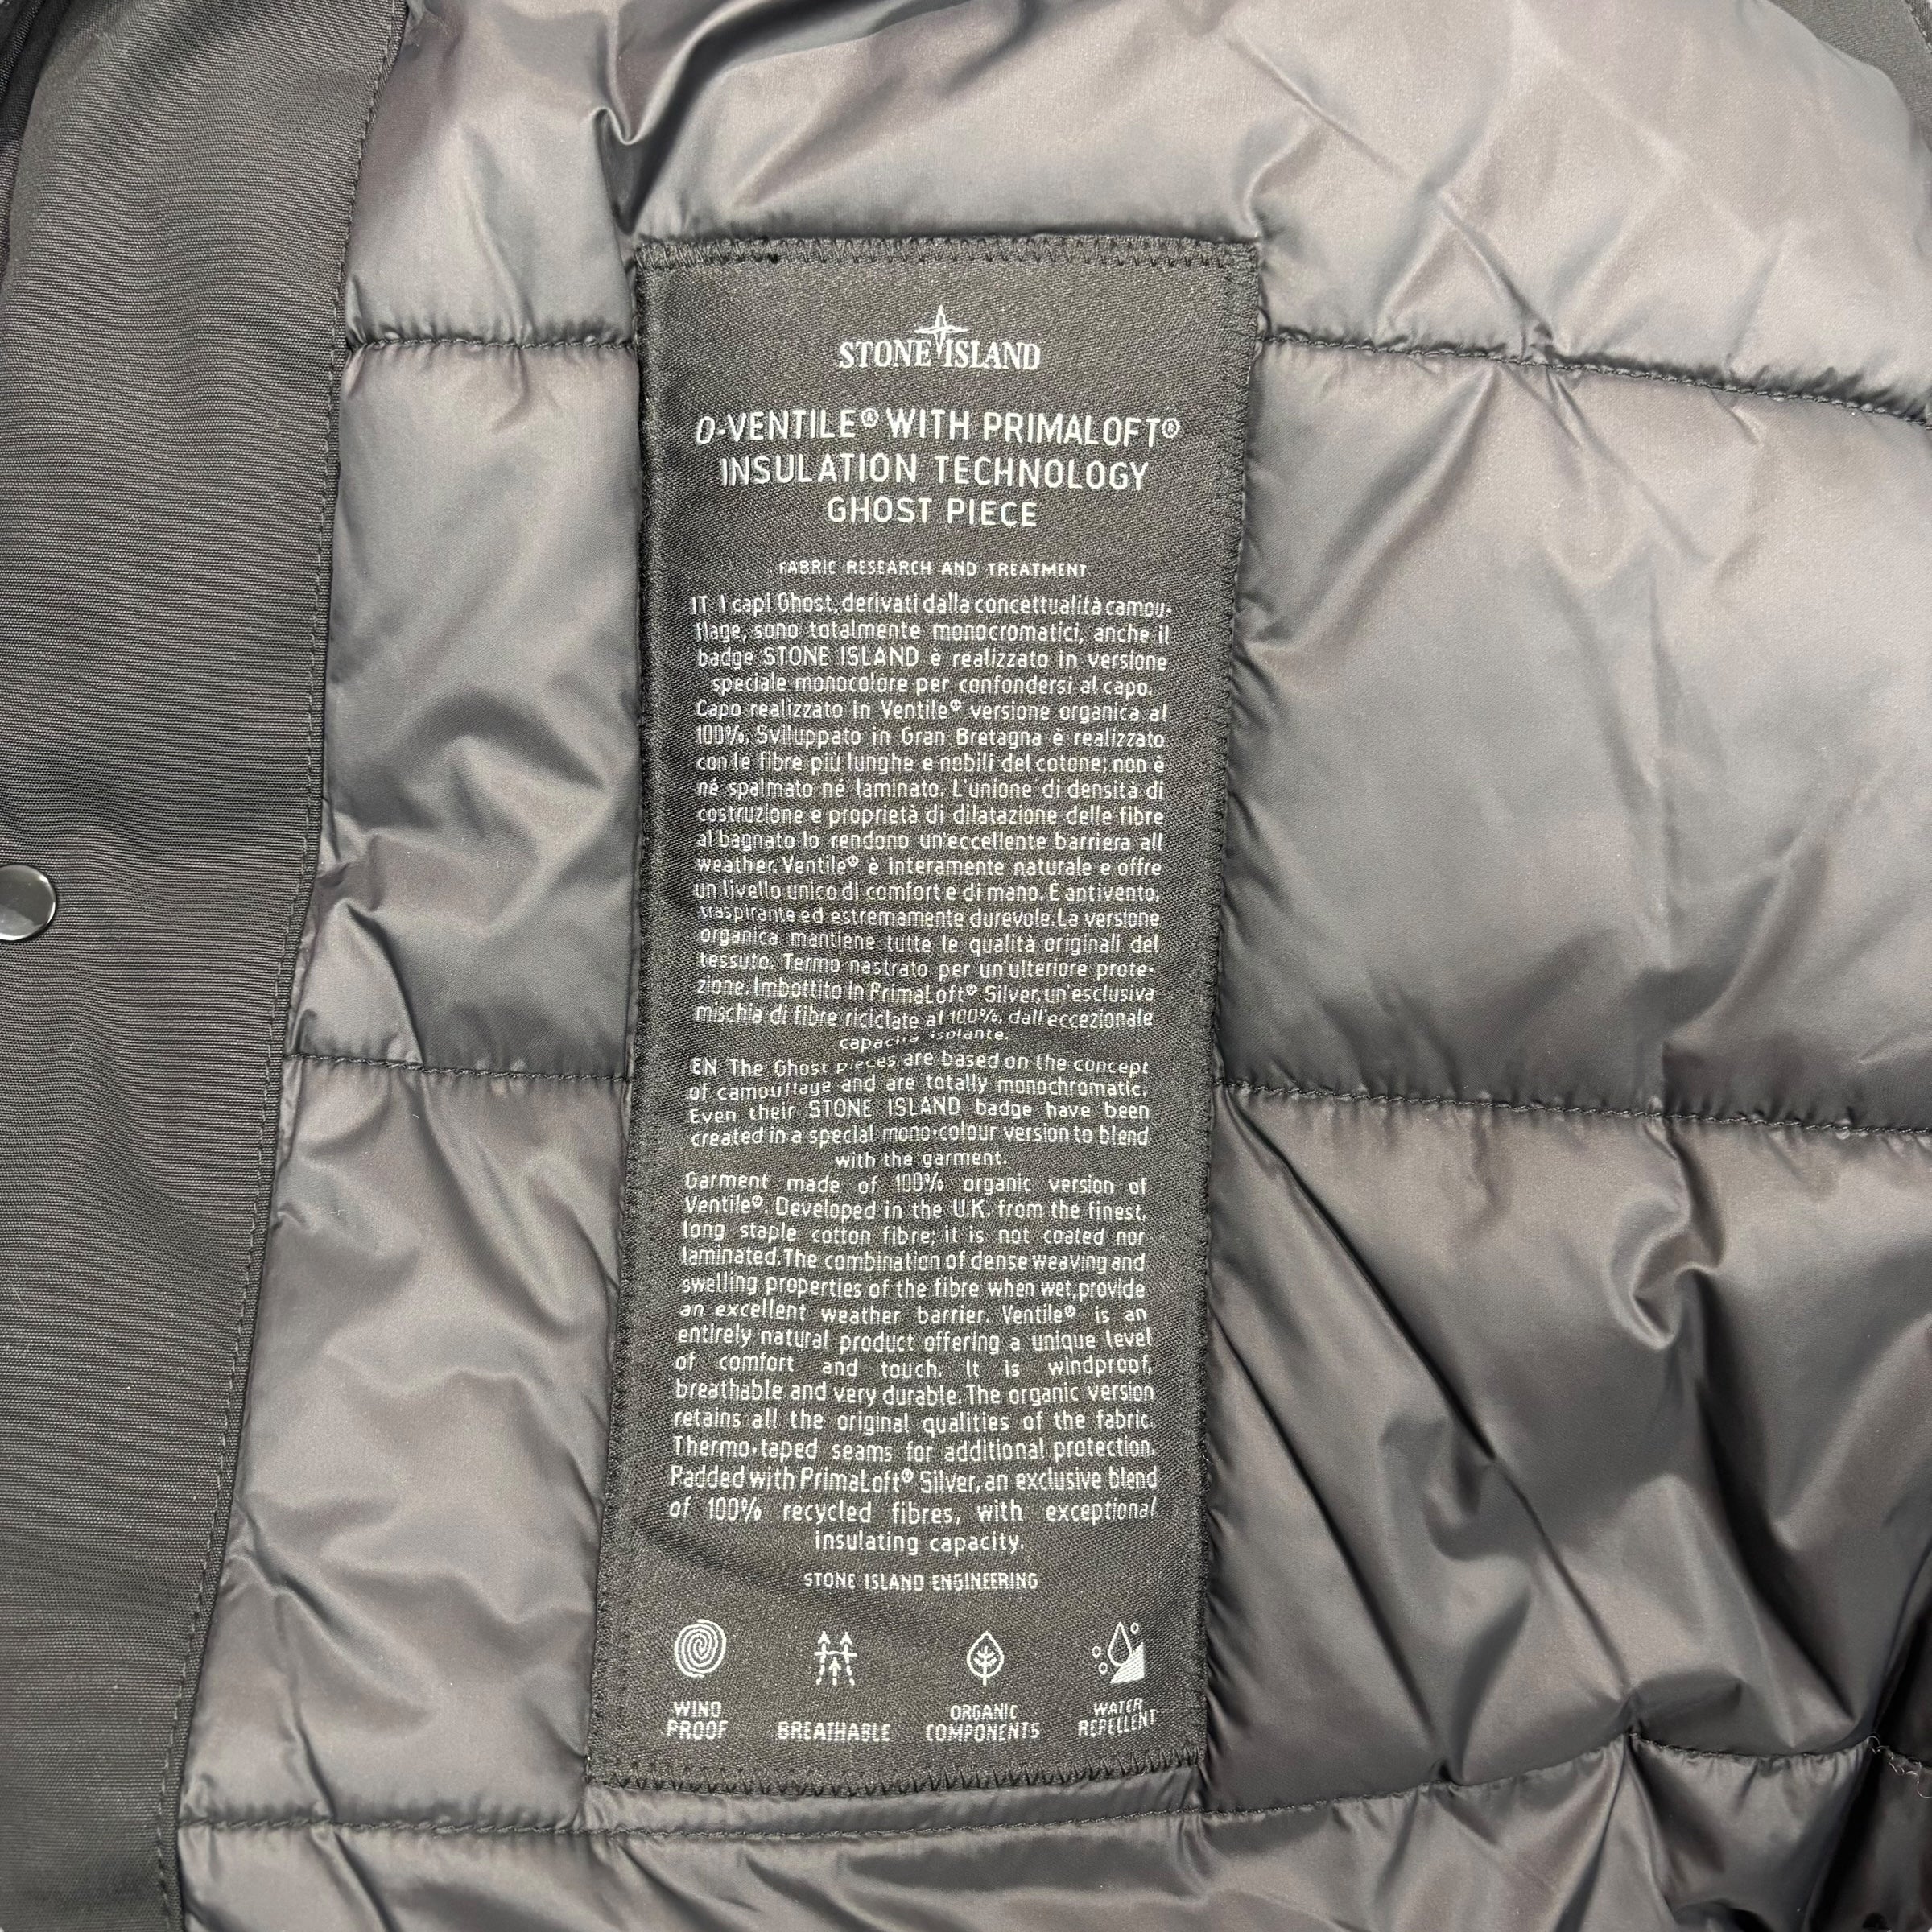 STONE ISLAND
O-VENTILE® WITH PRIMALOFT®
INSULATION TECHNOLOGY
GHOST PIECE
FABRIC RESEARCH AND TREATMENT
IT I capi Ghost, derivati dalla concettualità camou-
flage, sono totalmente monocromatici, anche il
badge STONE ISLAND è realizzato in versione
speciale monocolore per confondersi al capo.
Capo realizzato in Ventile® versione organica al
100%. Sviluppato in Gran Bretagna è realizzato
con le fibre più lunghe e nobili del cotone; non è
né spalmato né laminato. L'unione di densità di
costruzione e proprietà di dilatazione delle fibre
al bagnato lo rendono un'eccellente barriera all
weather. Ventile® è interamente naturale e offre
un livello unico di comfort e di mano. È antivento,
traspirante ed estremamente durevole. La versione
organica mantiene tutte le qualità originali del
tessuto. Termo nastrato per un'ulteriore prote-
zione. Imbottito in PrimaLoft® Silver, un'esclusiva
mischia di fibre riciclate al 100%, dall'eccezionale
capacità isolante.
EN The Ghost pieces are based on the concept
of camouflage and are totally monochromatic.
Even their STONE ISLAND badge have been
created in a special mono-colour version to blend
with the garment.
Garment made of 100% organic version of
Ventile®. Developed in the U.K. from the finest,
long staple cotton fibre; it is not coated nor
laminated. The combination of dense weaving and
swelling properties of the fibre when wet, provide
an excellent weather barrier. Ventile® is an
entirely natural product offering a unique level
of comfort and touch. It is windproof,
breathable and very durable. The organic version
retains all the original qualities of the fabric.
Thermo-taped seams for additional protection.
Padded with PrimaLoft® Silver, an exclusive blend
of 100% recycled fibres, with exceptional
insulating capacity.
STONE ISLAND ENGINEERING
WIND
PROOF
BREATHABLE
ORGANIC
COMPONENTS
WATER
REPELLENT